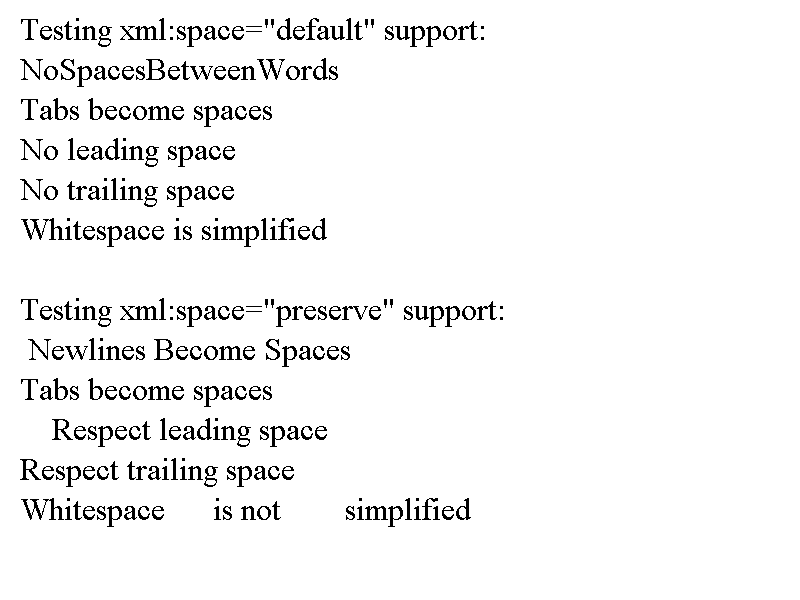 Testing xml:space="default" support:
NoSpacesBetweenWords
Tabs become spaces
No leading space
No trailing space
Whitespace is simplified

Testing xml:space="preserve" support:
 Newlines Become Spaces
Tabs become spaces
    Respect leading space
Respect trailing space
Whitespace      is not        simplified